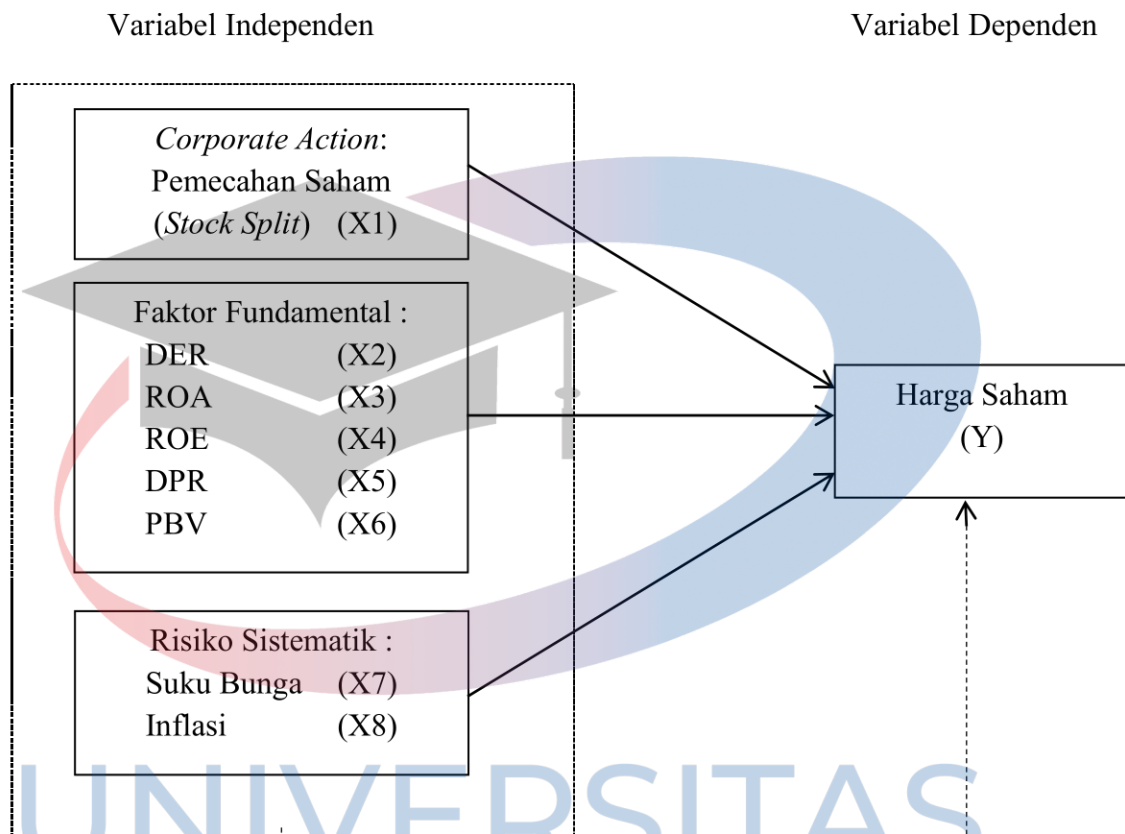 Variabel Independen
Variabel Dependen
Corporate Action:
Pemecahan Saham
(Stock Split) (X1)
Faktor Fundamental :
DER (X2)
ROA (X3)
ROE (X4)
DPR (X5)
PBV (X6)
Risiko Sistematik :
Suku Bunga (X7)
Inflasi (X8)
Harga Saham
(Y)
UNIVERSITAS